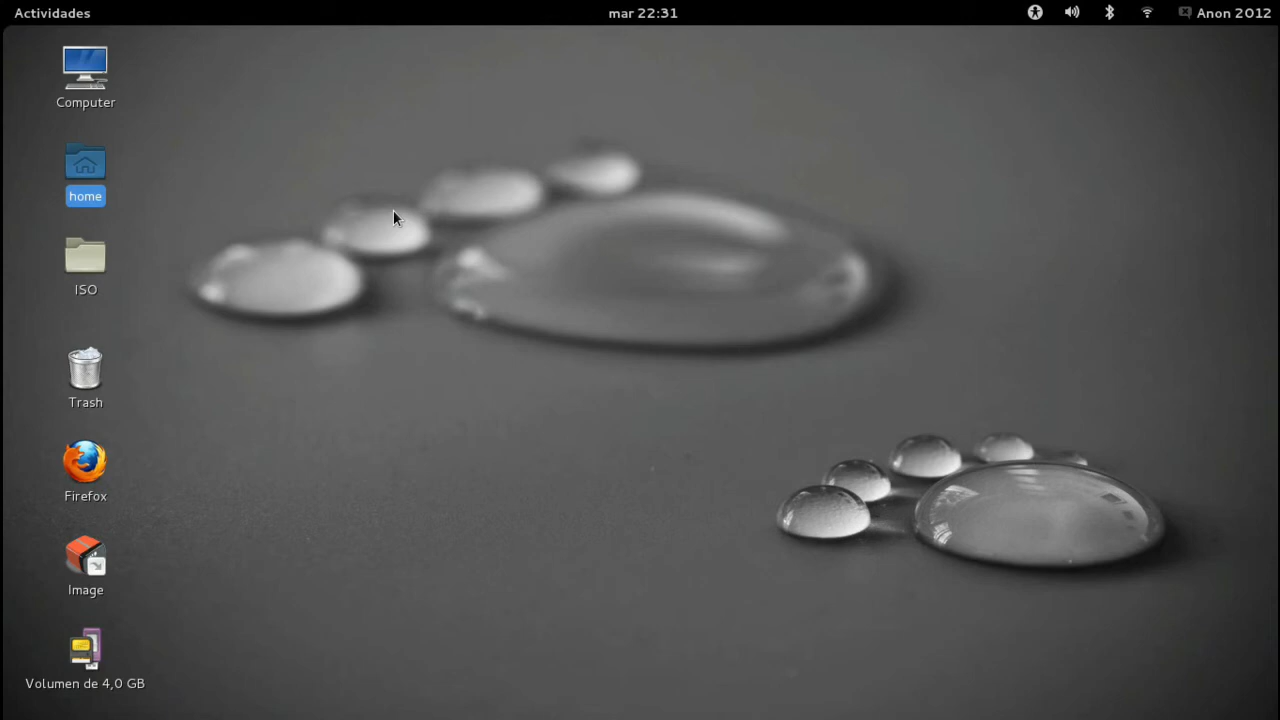 Actividades
mar 22:31
Anon 2012
Computer
home
ISO
Trash
Firefox
Image
Volumen de 4,0 GB